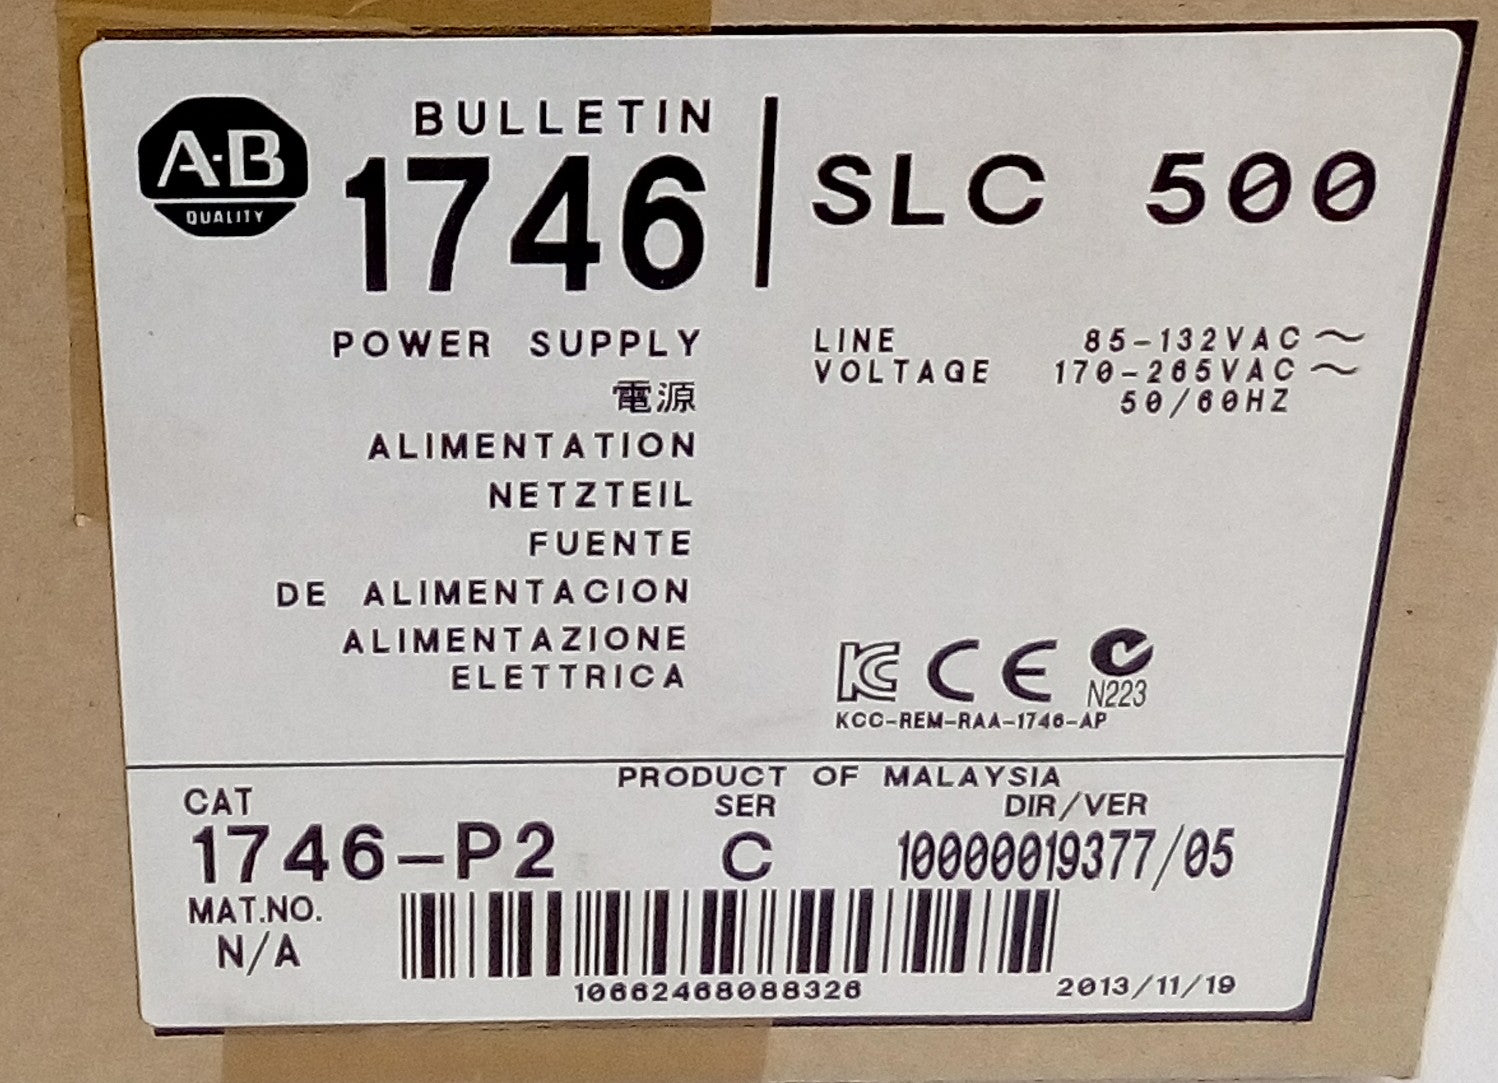 A-B
QUALITY
BULLETIN
1746
SLC 500
POWER SUPPLY
電源
ALIMENTATION
NETZTEIL
FUENTE
DE ALIMENTACION
ALIMENTAZIONE
ELETTRICA
LINE 85-132VAC ~
VOLTAGE 170-265VAC ~
50/60HZ
KC CE
N223
KCC-REM-RAA-1746-AP
PRODUCT OF MALAYSIA
CAT SER DIR/VER
1746-P2 C 10000019377/05
MAT.NO.
N/A
10662468088326
2013/11/19